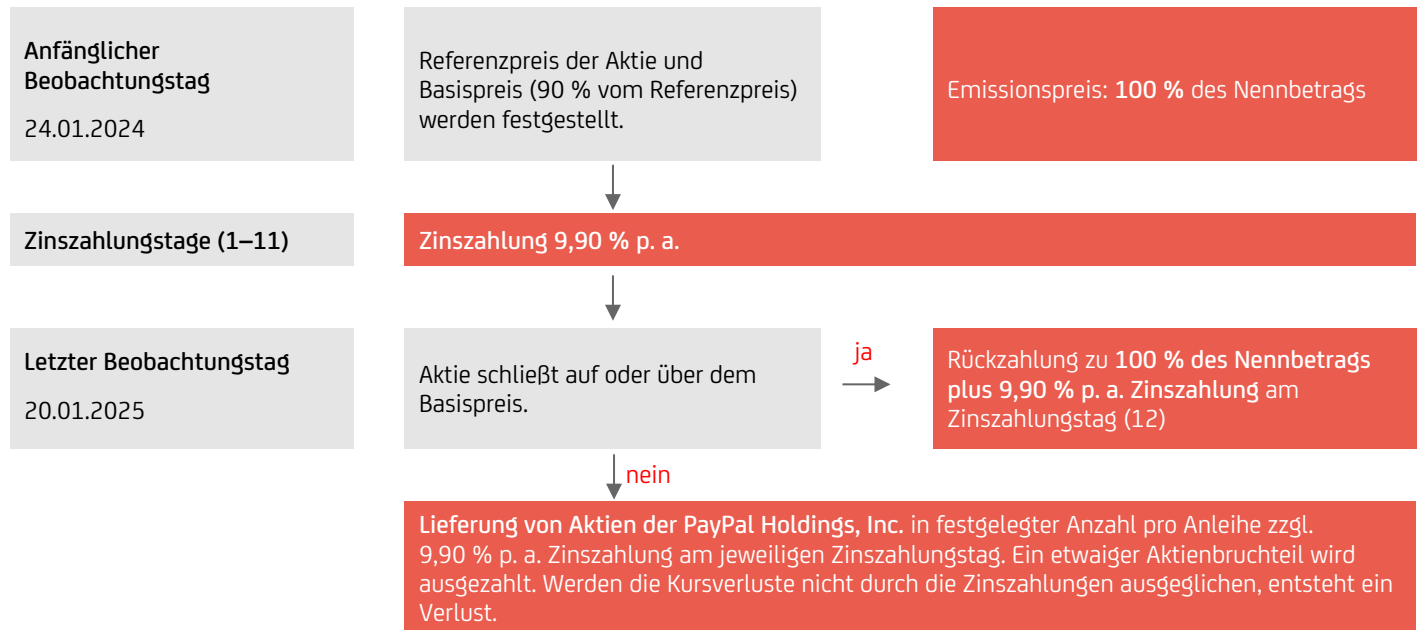 Anfänglicher
Beobachtungstag
24.01.2024
Referenzpreis der Aktie und
Basispreis (90 % vom Referenzpreis)
werden festgestellt.
Emissionspreis: 100 % des Nennbetrags
Zinszahlungstage (1–11)
Zinszahlung 9,90 % p. a.
Letzter Beobachtungstag
20.01.2025
Aktie schließt auf oder über dem
Basispreis.
ja
Rückzahlung zu 100 % des Nennbetrags
plus 9,90 % p. a. Zinszahlung am
Zinszahlungstag (12)
nein
Lieferung von Aktien der PayPal Holdings, Inc. in festgelegter Anzahl pro Anleihe zzgl.
9,90 % p. a. Zinszahlung am jeweiligen Zinszahlungstag. Ein etwaiger Aktienbruchteil wird
ausgezahlt. Werden die Kursverluste nicht durch die Zinszahlungen ausgeglichen, entsteht ein
Verlust.